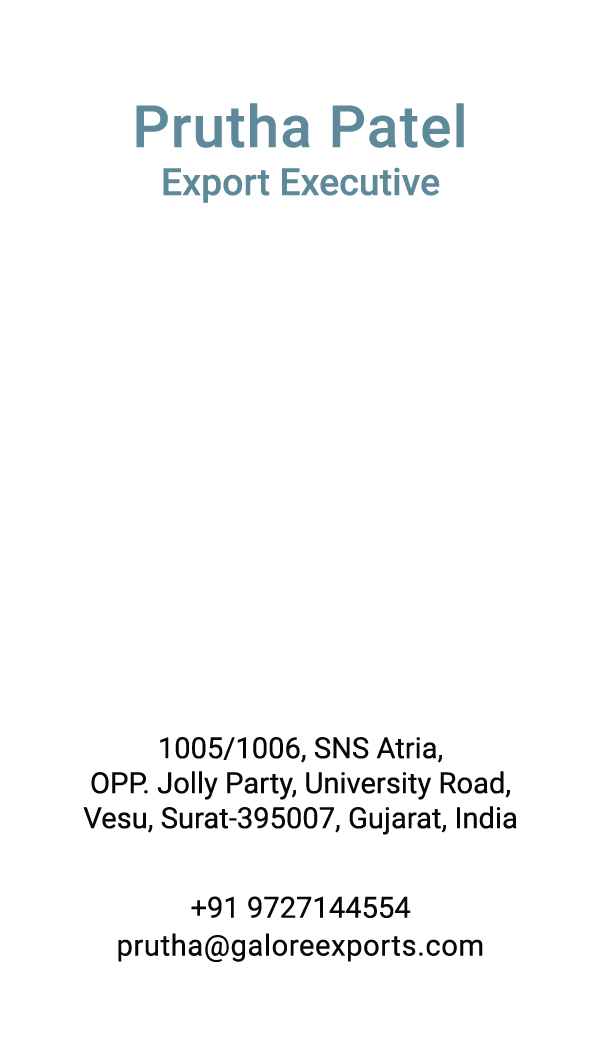 Prutha Patel
Export Executive
1005/1006, SNS Atria,
OPP. Jolly Party, University Road,
Vesu, Surat-395007, Gujarat, India
+91 9727144554
prutha@galoreexports.com